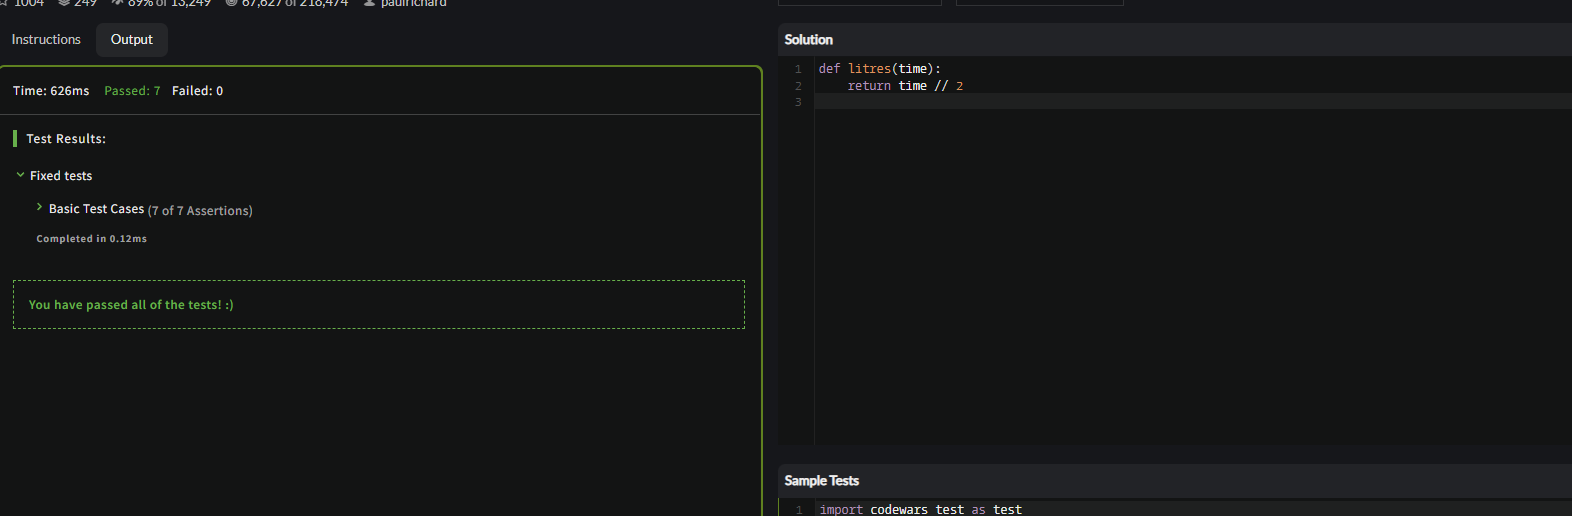 1004 249 89% of 13,249 67,627 of 218,474 paulrichard
Instructions Output
Time: 626ms Passed: 7 Failed: 0
Test Results:
Fixed tests
Basic Test Cases (7 of 7 Assertions)
Completed in 0.12ms
You have passed all of the tests! :)
Solution
1 def litres(time):
2 return time // 2
3
Sample Tests
1 import codewars_test as test